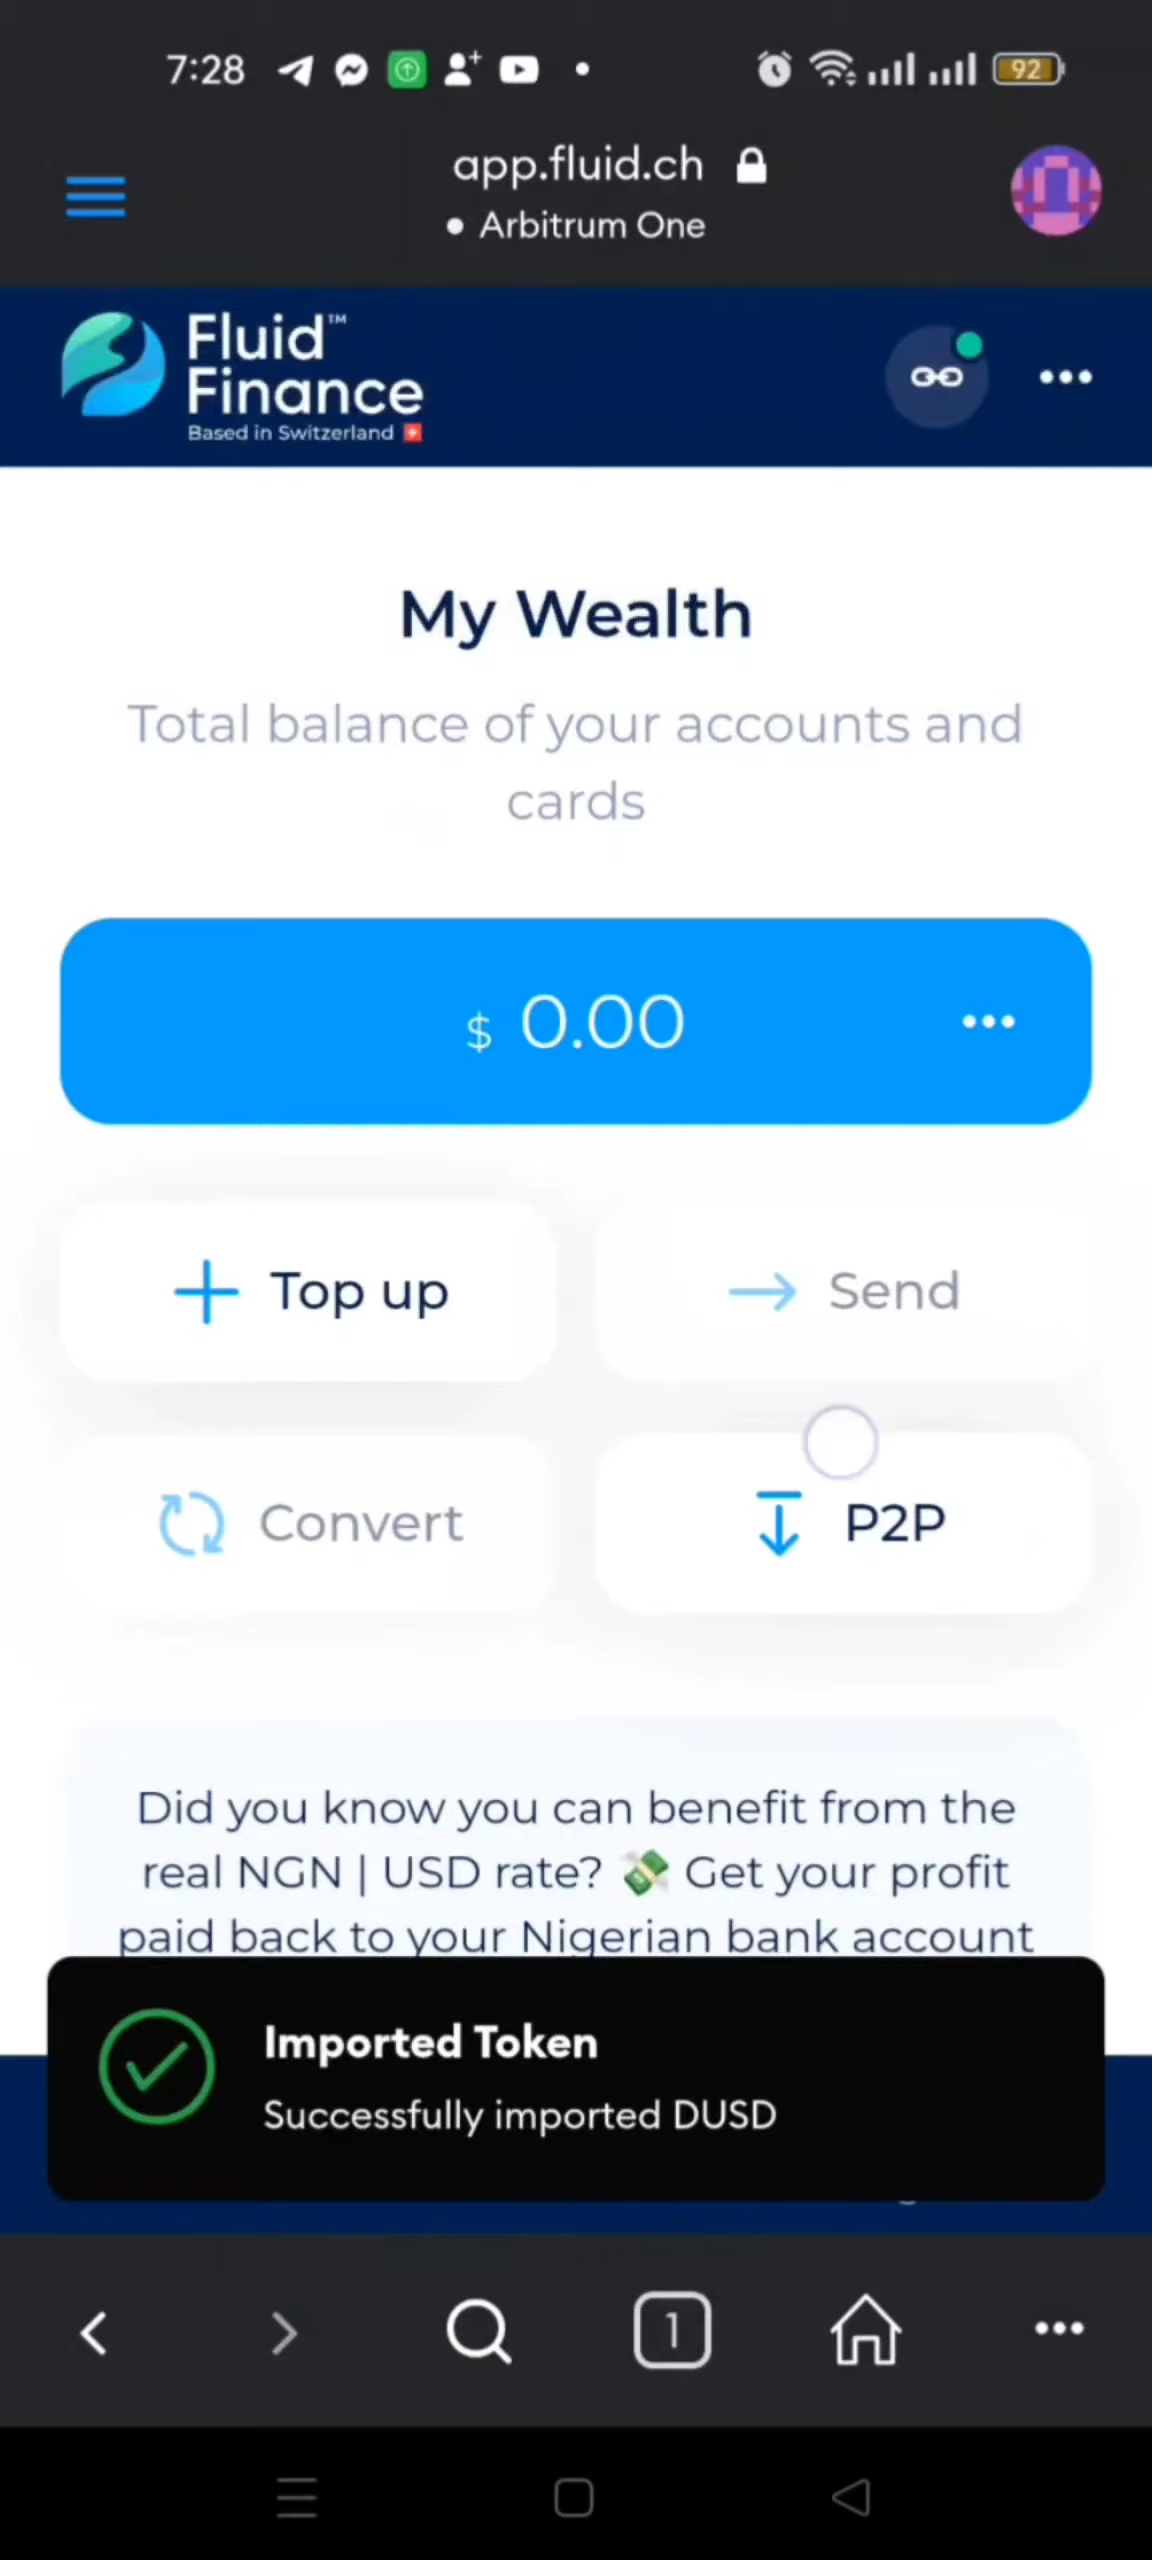 7:28
92
app.fluid.ch
Arbitrum One
Fluid™
Finance
Based in Switzerland
My Wealth
Total balance of your accounts and
cards
$ 0.00
Top up
Send
Convert
P2P
Did you know you can benefit from the
real NGN | USD rate? 💸 Get your profit
paid back to your Nigerian bank account
Imported Token
Successfully imported DUSD
1